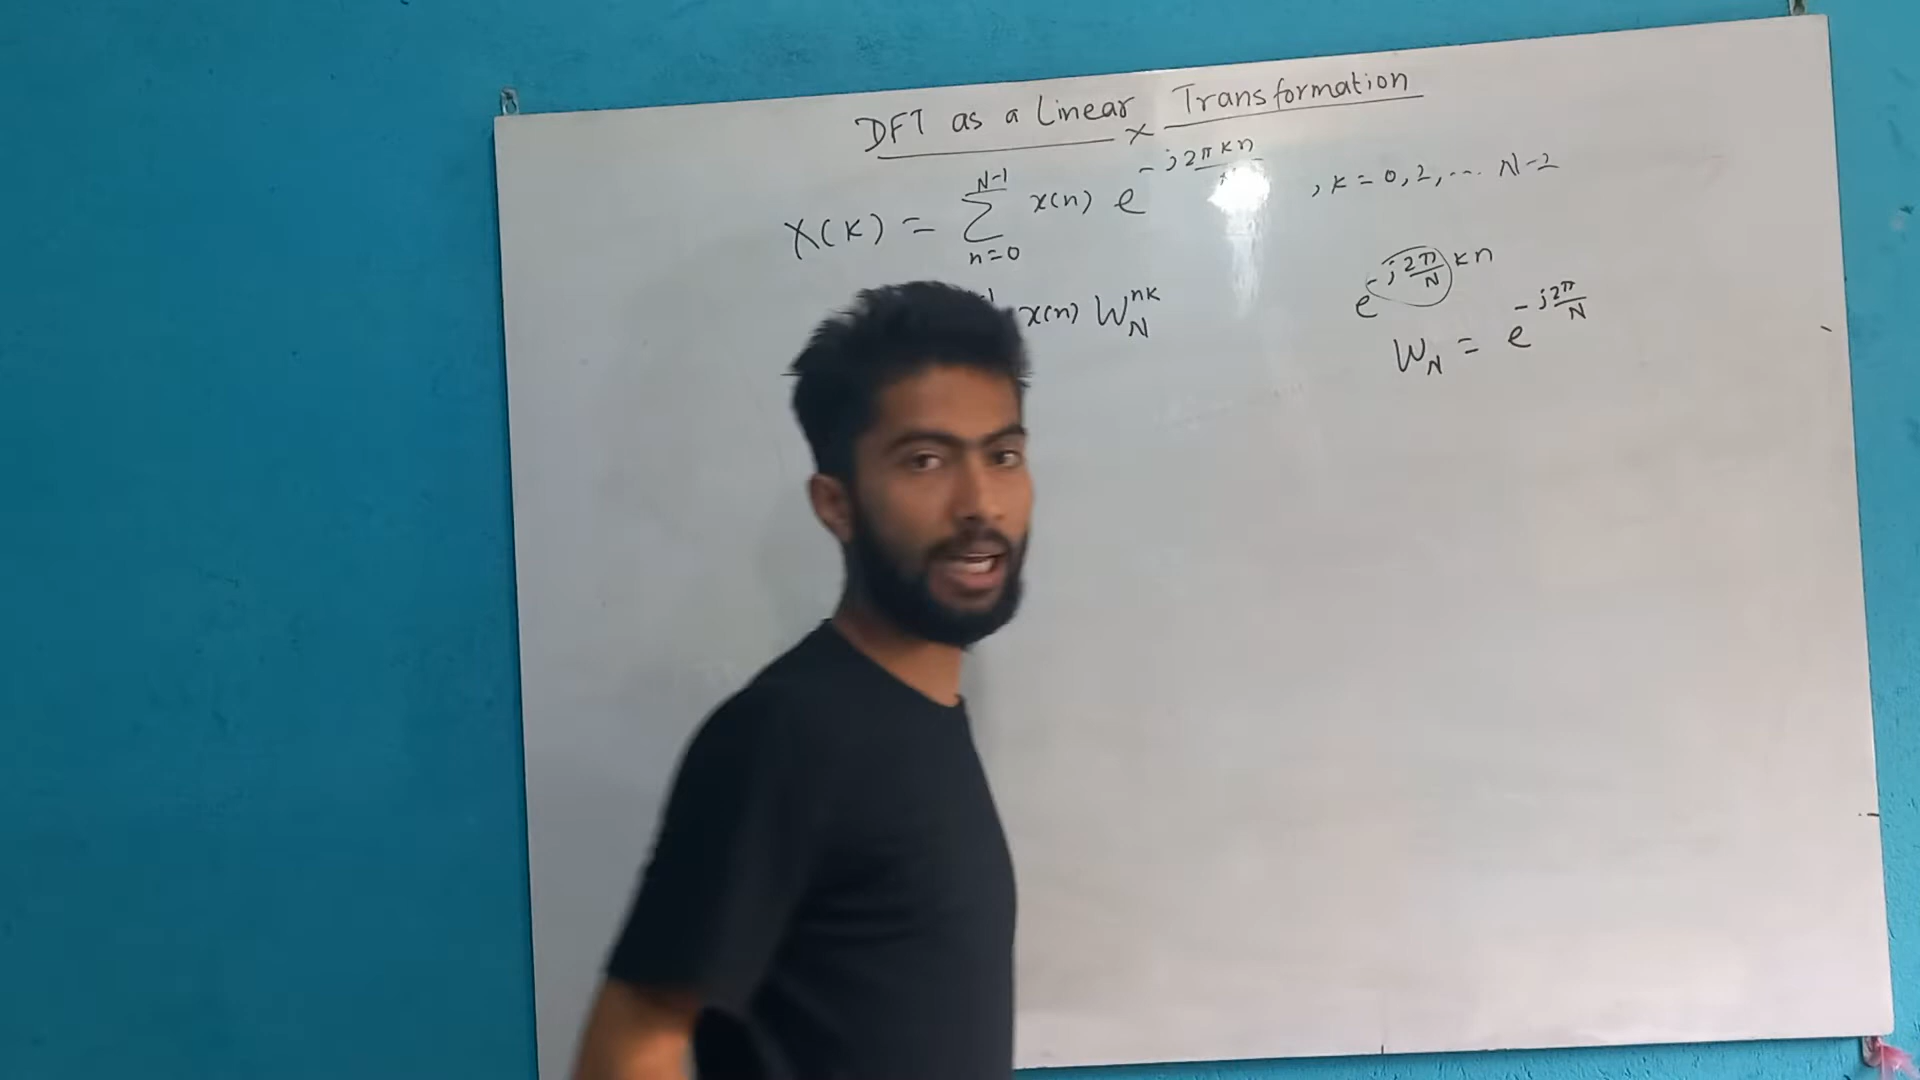 DFT as a Linear Transformation
X(K) = N-1 Σ n=0 x(n) e^-j2πkn , K = 0, 2, ... N-2
e^-j2π/N kn
x(n) W_N^nk
W_N = e^-j2π/N